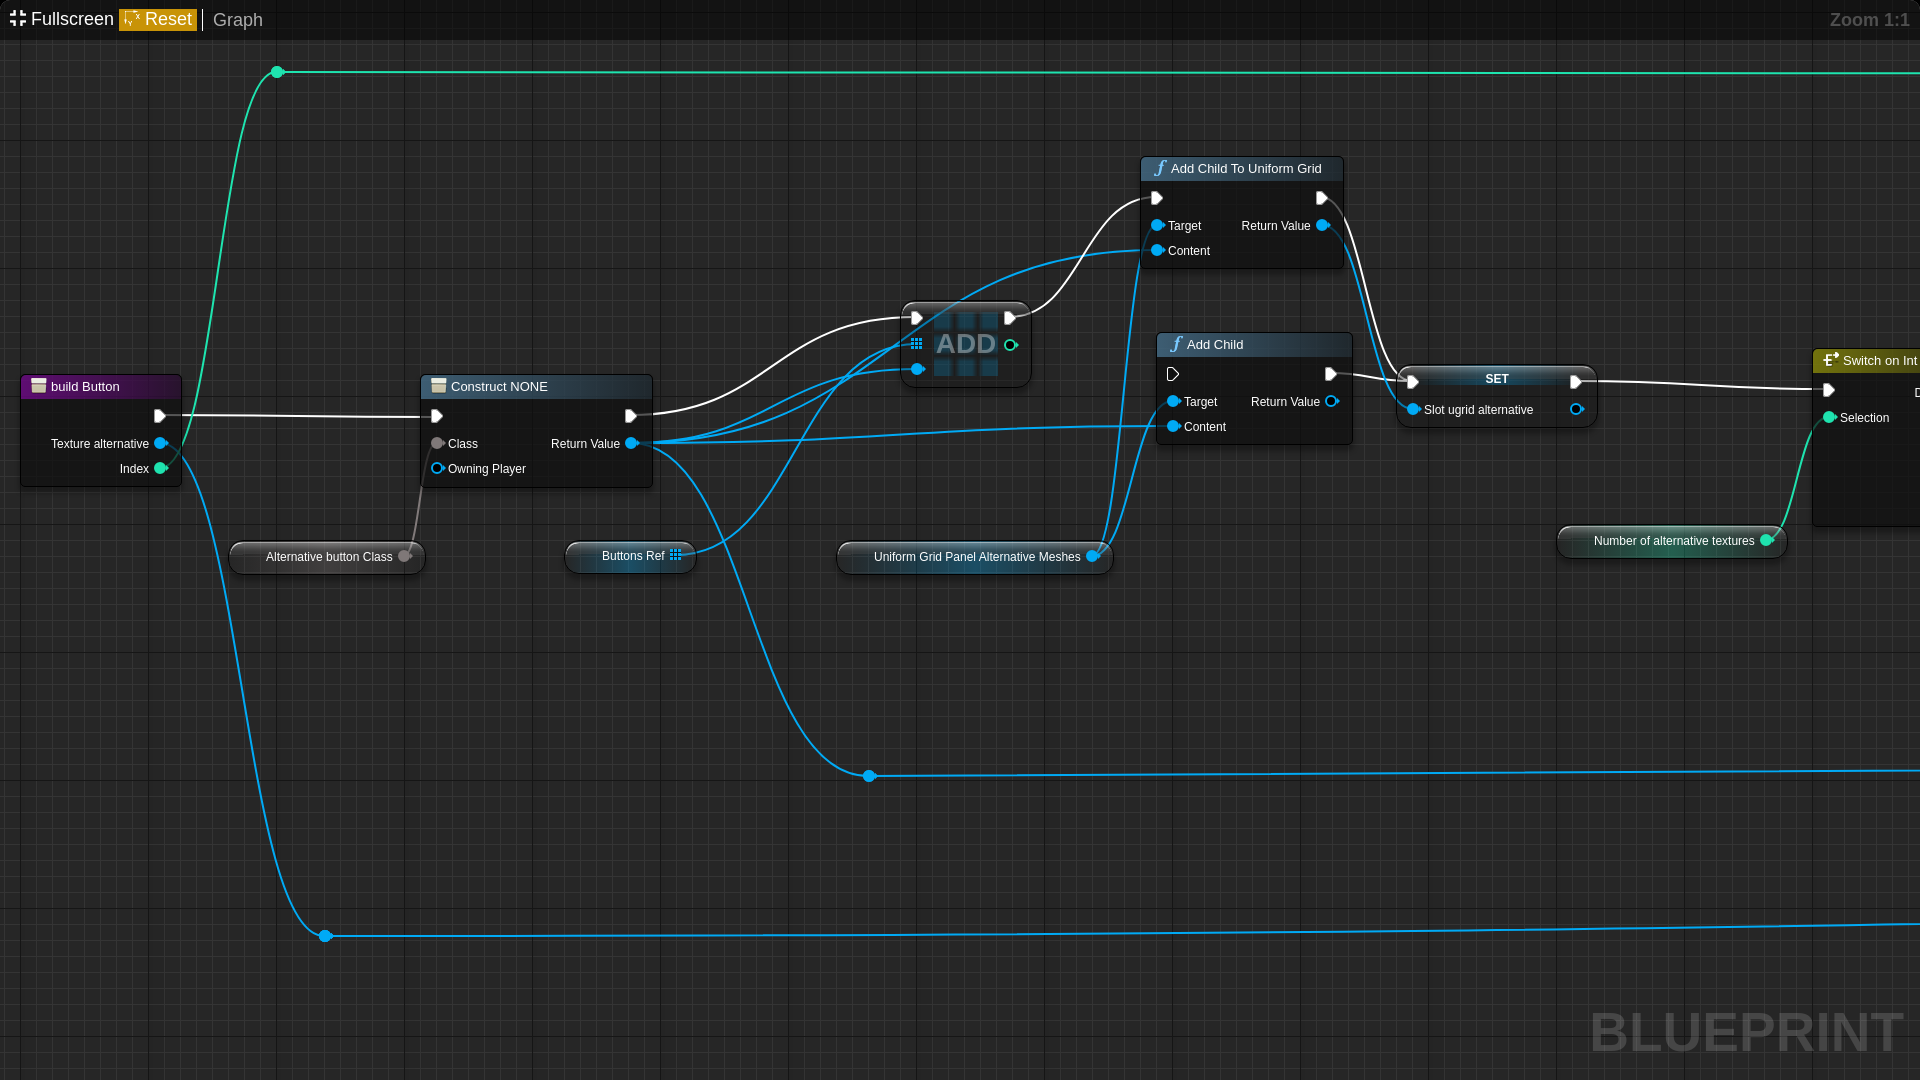 Fullscreen Reset Graph
Zoom 1:1
Add Child To Uniform Grid
Target Return Value
Content
ADD
Add Child
Target Return Value
Content
SET
Slot ugrid alternative
Switch on Int
Selection
build Button
Texture alternative
Index
Construct NONE
Class Return Value
Owning Player
Alternative button Class
Buttons Ref
Uniform Grid Panel Alternative Meshes
Number of alternative textures
BLUEPRINT